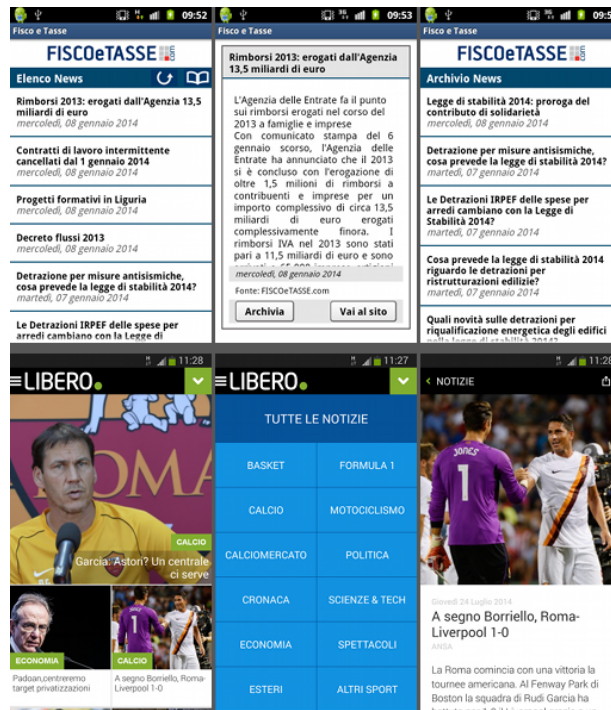 09:52
Fisco e Tasse
FISCOeTASSE.com
Elenco News
Rimborsi 2013: erogati dall'Agenzia 13,5
miliardi di euro
mercoledì, 08 gennaio 2014
Contratti di lavoro intermittente
cancellati dal 1 gennaio 2014
mercoledì, 08 gennaio 2014
Progetti formativi in Liguria
mercoledì, 08 gennaio 2014
Decreto flussi 2013
mercoledì, 08 gennaio 2014
Detrazione per misure antisismiche,
cosa prevede la legge di stabilità 2014?
martedì, 07 gennaio 2014
Le Detrazioni IRPEF delle spese per
arredi cambiano con la Legge di
3G
09:53
Fisco e Tasse
Rimborsi 2013: erogati dall'Agenzia
13,5 miliardi di euro
L'Agenzia delle Entrate fa il punto
sui rimborsi erogati nel corso del
2013 a famiglie e imprese
Con comunicato stampa del 6
gennaio scorso, l'Agenzia delle
Entrate ha annunciato che il 2013
si è concluso con l'erogazione di
oltre 1,5 milioni di rimborsi a
contribuenti e imprese per un
importo complessivo di circa 13,5
miliardi di euro erogati
complessivamente finora. I
rimborsi IVA nel 2013 sono stati
pari a 11,5 miliardi di euro e sono
mercoledì, 08 gennaio 2014
Fonte: FISCOeTASSE.com
Archivia
Vai al sito
3G
Fisco e Tasse
FISCOeTASSE.com
Archivio News
Legge di stabilità 2014: proroga del
contributo di solidarietà
mercoledì, 08 gennaio 2014
Detrazione per misure antisismiche,
cosa prevede la legge di stabilità 2014?
martedì, 07 gennaio 2014
Le Detrazioni IRPEF delle spese per
arredi cambiano con la Legge di
Stabilità 2014?
martedì, 07 gennaio 2014
Cosa prevede la legge di stabilità 2014
riguardo le detrazioni per
ristrutturazioni edilizie?
martedì, 07 gennaio 2014
Quali novità sulle detrazioni per
riqualificazione energetica degli edifici
11:28
LIBERO
ROMA
CALCIO
Garcia: Astori? Un centrale
ci serve
ECONOMIA
Padoan,centreremo
target privatizzazioni
CALCIO
A segno Borriello, Roma-
Liverpool 1-0
11:27
LIBERO
TUTTE LE NOTIZIE
BASKET
FORMULA 1
CALCIO
MOTOCICLISMO
CALCIOMERCATO
POLITICA
CRONACA
SCIENZE & TECH
ECONOMIA
SPETTACOLI
ESTERI
ALTRI SPORT
11:28
NOTIZIE
JONES
1
Giovedì 24 Luglio 2014
A segno Borriello, Roma-
Liverpool 1-0
ANSA
La Roma comincia con una vittoria la
tournee americana. Al Fenway Park di
Boston la squadra di Rudi Garcia ha